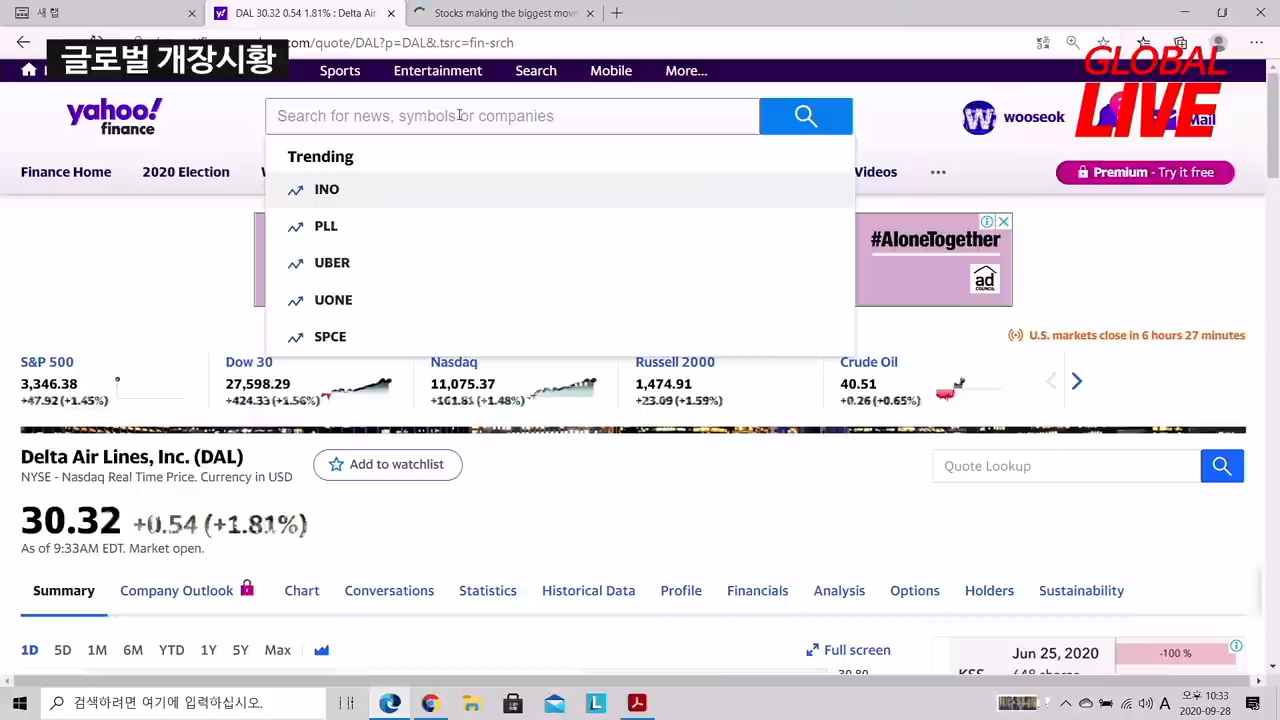 새 탭
DAL 30.32 0.54 1.81% : Delta Air
Stocks making the biggest move
com/quote/DAL?p=DAL&.tsrc=fin-srch
글로벌 개장시황
GLOBAL
LIVE
Sports
Entertainment
Search
Mobile
More...
yahoo!
finance
Search for news, symbols or companies
wooseok
Mail
Finance Home
2020 Election
Videos
Premium - Try it free
Trending
INO
PLL
UBER
UONE
SPCE
#AloneTogether
ad
COUNCIL
U.S. markets close in 6 hours 27 minutes
S&P 500
3,346.38
+47.92 (+1.45%)
Dow 30
27,598.29
+424.33 (+1.56%)
Nasdaq
11,075.37
+161.81 (+1.48%)
Russell 2000
1,474.91
+23.09 (+1.59%)
Crude Oil
40.51
+0.26 (+0.65%)
Delta Air Lines, Inc. (DAL)
NYSE - Nasdaq Real Time Price. Currency in USD
Add to watchlist
Quote Lookup
30.32 +0.54 (+1.81%)
As of 9:33AM EDT. Market open.
Summary
Company Outlook
Chart
Conversations
Statistics
Historical Data
Profile
Financials
Analysis
Options
Holders
Sustainability
1D 5D 1M 6M YTD 1Y 5Y Max
Full screen
Jun 25, 2020
-100 %
검색하려면 여기에 입력하십시오.
A
오후 10:33
2020-09-28